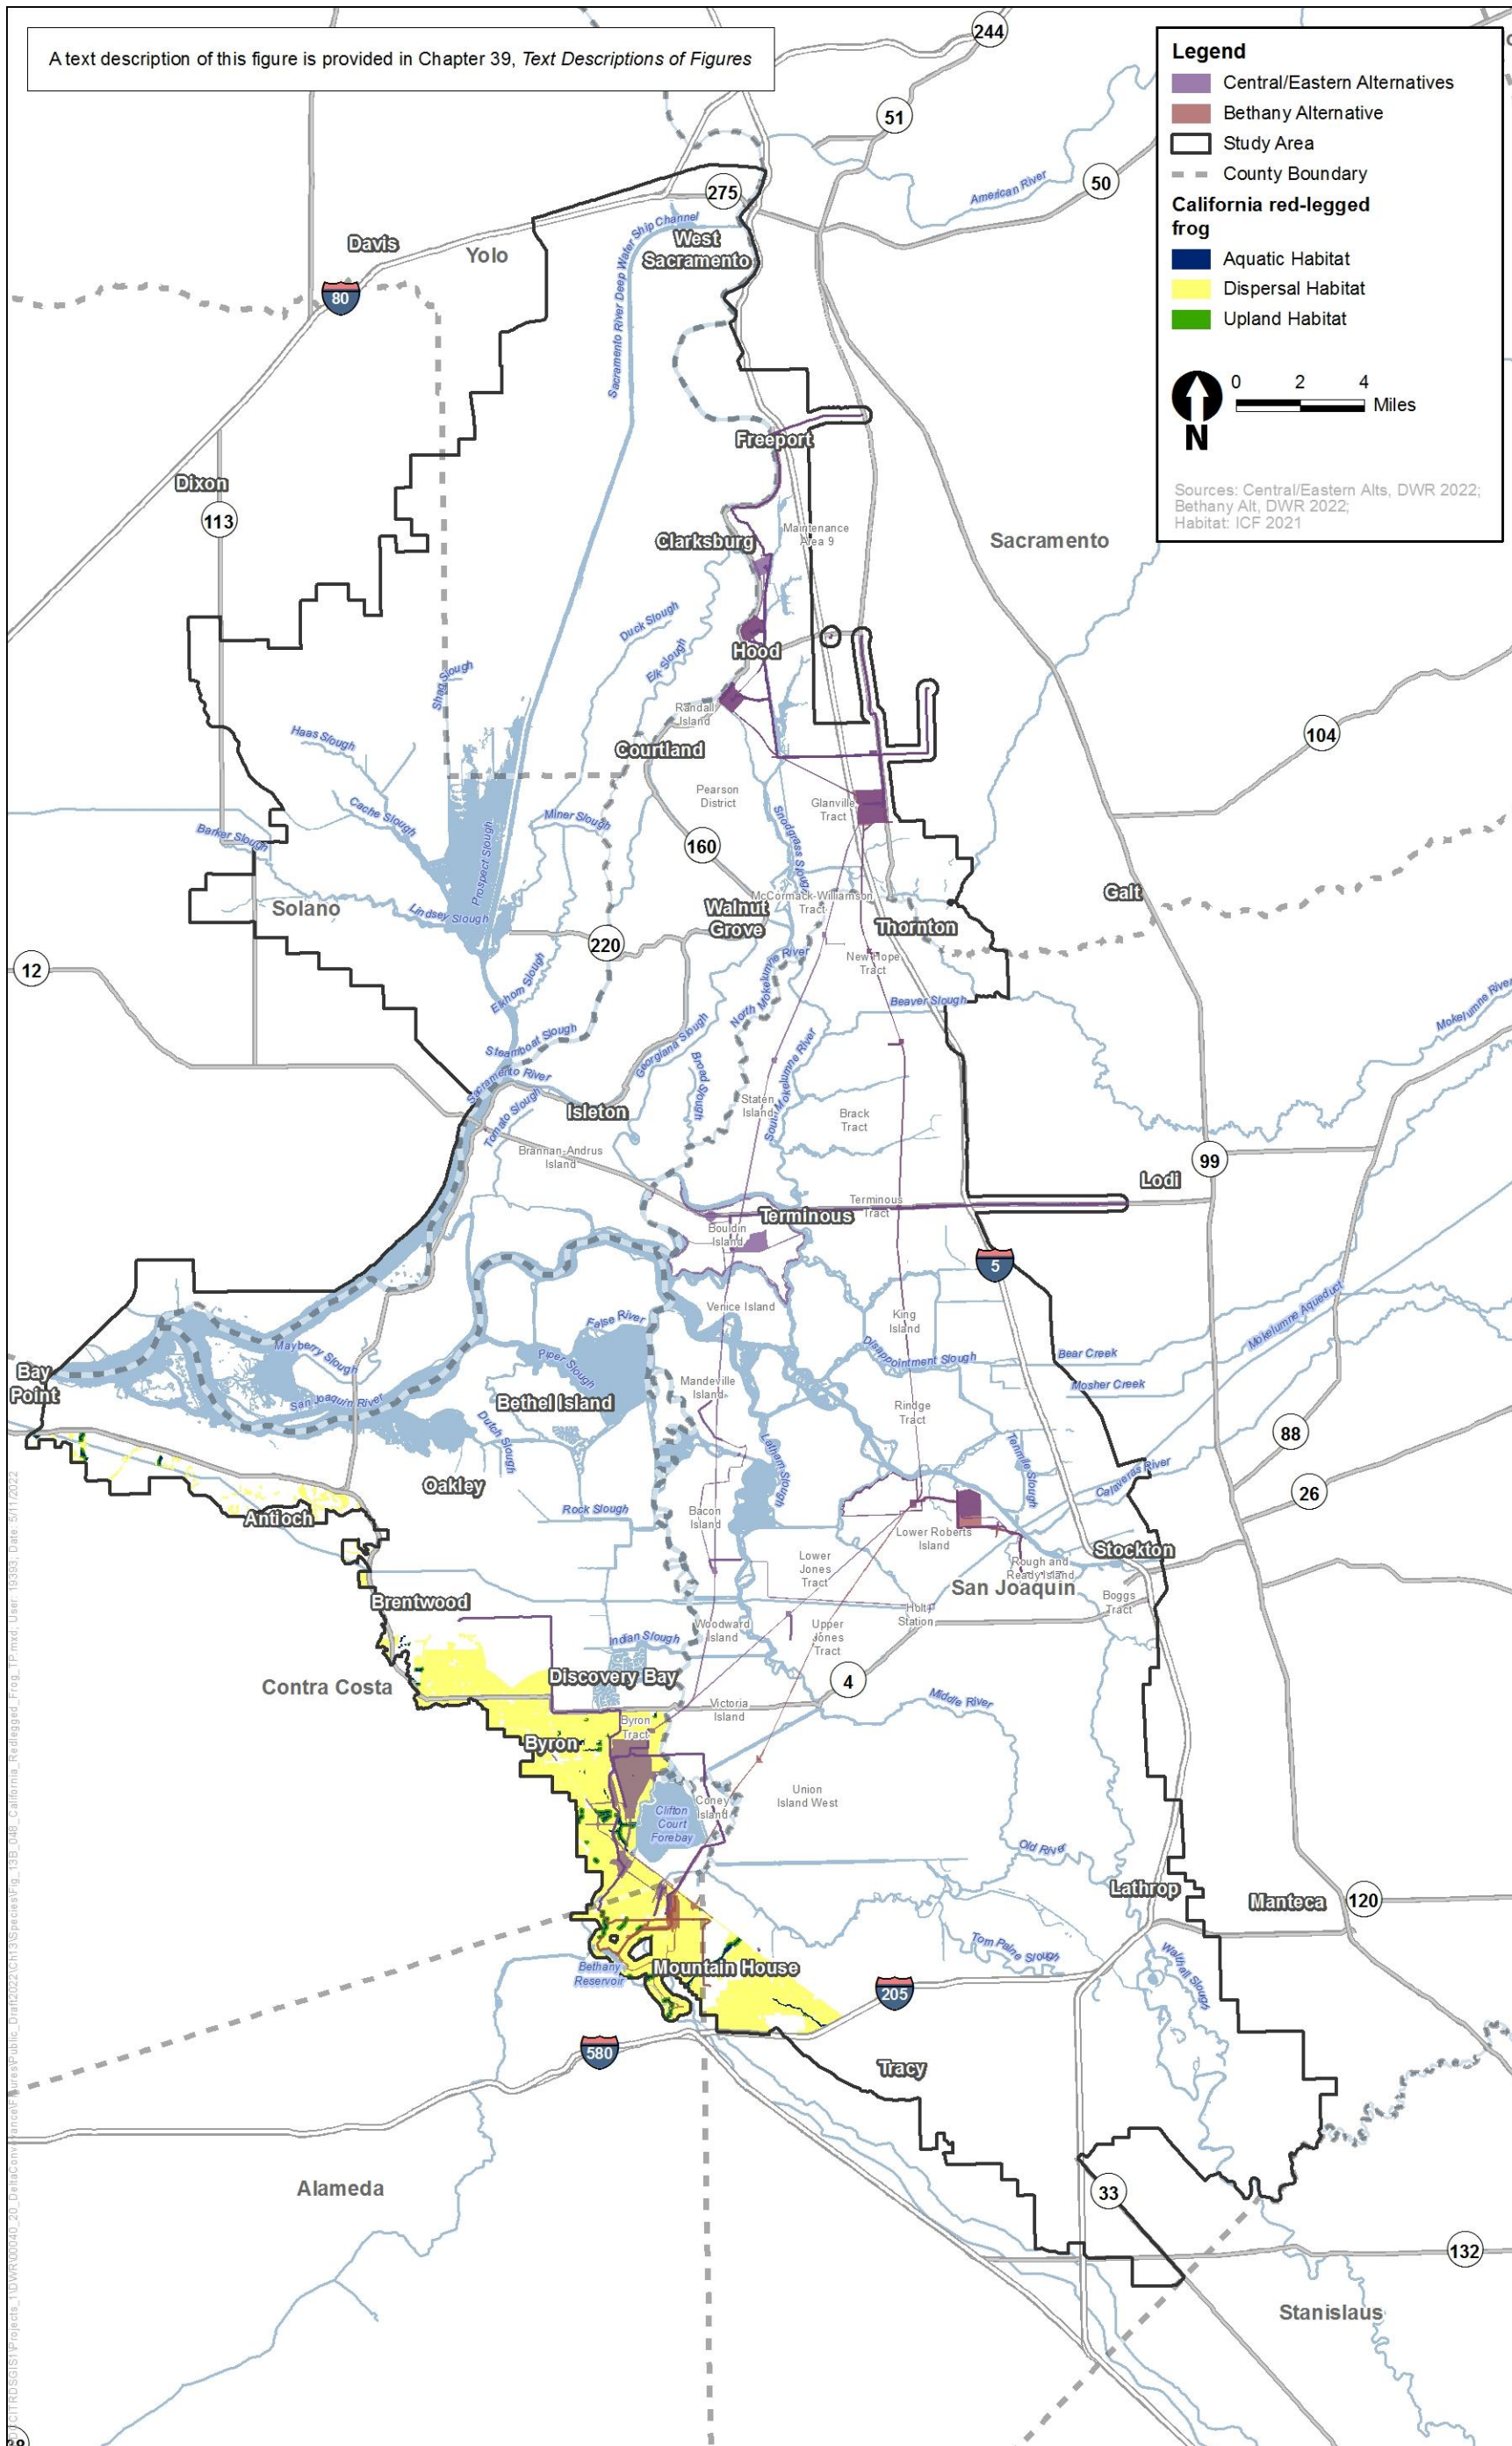 A text description of this figure is provided in Chapter 39, Text Descriptions of Figures
Legend
Central/Eastern Alternatives
Bethany Alternative
Study Area
County Boundary
California red-legged
frog
Aquatic Habitat
Dispersal Habitat
Upland Habitat
0 2 4
Miles
N
Sources: Central/Eastern Alts, DWR 2022;
Bethany Alt, DWR 2022;
Habitat: ICF 2021
244
51
50
American River
275
Sacramento River Deep Water Ship Channel
West
Sacramento
Davis
Yolo
80
Freeport
Dixon
113
Clarksburg
Maintenance
Area 9
Sacramento
Duck Slough
Elk Slough
Hood
Shag Slough
Randall
Island
Haas Slough
Courtland
104
Pearson
District
Glanville
Tract
Cache Slough
Miner Slough
Snodgrass Slough
Barker Slough
160
Prospect Slough
McCormack-Williamson
Tract
Galt
Solano
Lindsey Slough
Walnut
Grove
Thornton
220
12
New Hope
Tract
Elkhorn Slough
North Mokelumne River
Beaver Slough
Mokelumne River
Steamboat Slough
Georgiana Slough
Sacramento River
Broad Slough
South Mokelumne River
Tomato Slough
Isleton
Staten
Island
Brack
Tract
Brannan-Andrus
Island
99
Lodi
Terminous
Tract
Terminous
Bouldin
Island
5
Venice Island
King
Island
Mokelumne Aqueduct
False River
Mayberry Slough
Piper Slough
Disappointment Slough
Bear Creek
Bay
Point
Mosher Creek
Mandeville
Island
San Joaquin River
Bethel Island
Rindge
Tract
Dutch Slough
88
Latham Slough
Tenmile Slough
Oakley
Calaveras River
26
Antioch
Rock Slough
Bacon
Island
Lower Roberts
Island
Stockton
Lower
Jones
Tract
Rough and
Ready Island
San Joaquin
Boggs
Tract
Brentwood
Holt
Station
Woodward
Island
Upper
Jones
Tract
Indian Slough
Contra Costa
Discovery Bay
4
Victoria
Island
Middle River
Byron
Tract
Byron
Union
Island West
Coney
Island
Clifton
Court
Forebay
Old River
Lathrop
Manteca
120
Tom Paine Slough
Walthall Slough
Bethany
Reservoir
Mountain House
205
580
Tracy
Alameda
33
132
Stanislaus